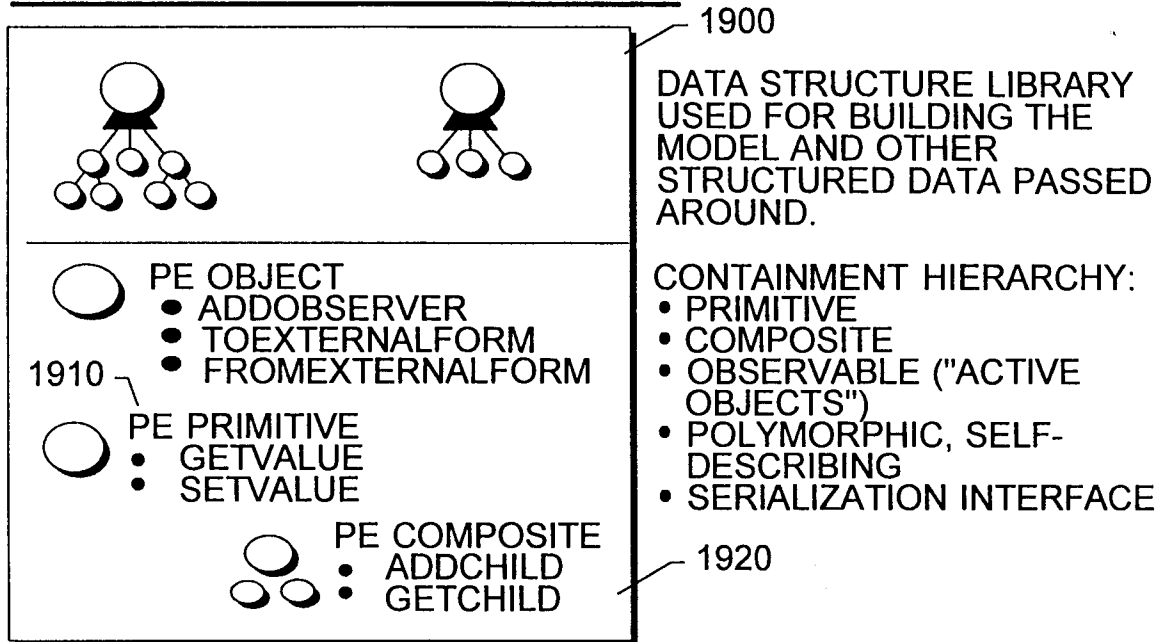 1900
DATA STRUCTURE LIBRARY
USED FOR BUILDING THE
MODEL AND OTHER
STRUCTURED DATA PASSED
AROUND.
PE OBJECT
• ADDOBSERVER
• TOEXTERNALFORM
• FROMEXTERNALFORM
1910
PE PRIMITIVE
• GETVALUE
• SETVALUE
PE COMPOSITE
• ADDCHILD
• GETCHILD
CONTAINMENT HIERARCHY:
• PRIMITIVE
• COMPOSITE
• OBSERVABLE ("ACTIVE
OBJECTS")
• POLYMORPHIC, SELF-
DESCRIBING
• SERIALIZATION INTERFACE
1920